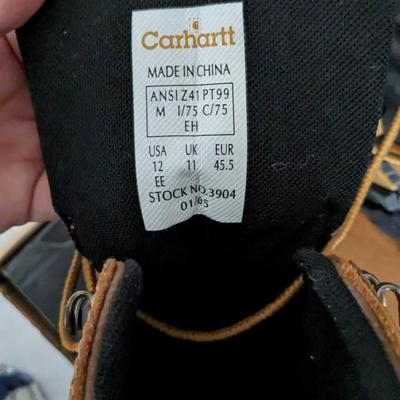 Carhartt
MADE IN CHINA
ANSI Z41 PT99
M I/75 C/75
EH
USA UK EUR
12 11 45.5
EE
STOCK NO.3904
01/65